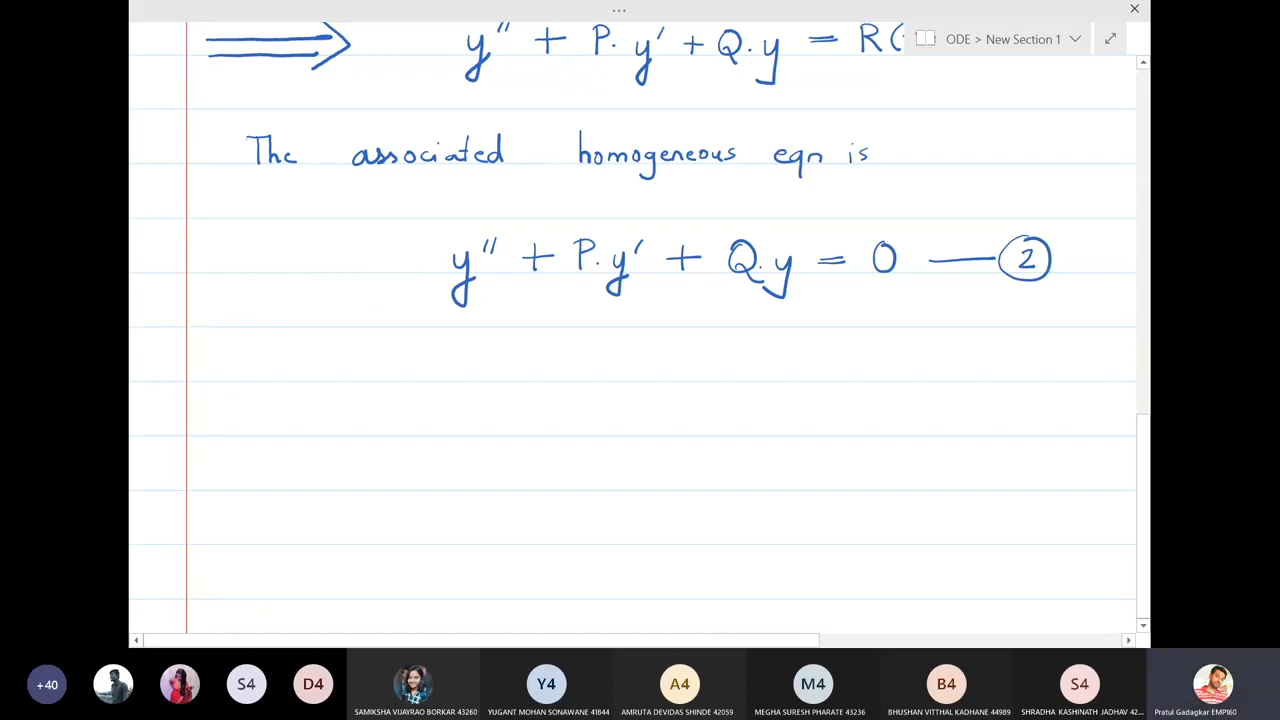 y'' + P. y' + Q. y = R(
ODE > New Section 1
The associated homogeneous eqn is
y'' + P. y' + Q. y = 0 —— 2
+40
S4
D4
Y4
A4
M4
B4
S4
SAMIKSHA VIJAYRAO BORKAR 43260
YUGANT MOHAN SONAWANE 41844
AMRUTA DEVIDAS SHINDE 42059
MEGHA SURESH PHARATE 43236
BHUSHAN VITTHAL KADHANE 44989
SHRADHA KASHINATH JADHAV 42...
Pratul Gadagkar EMP160